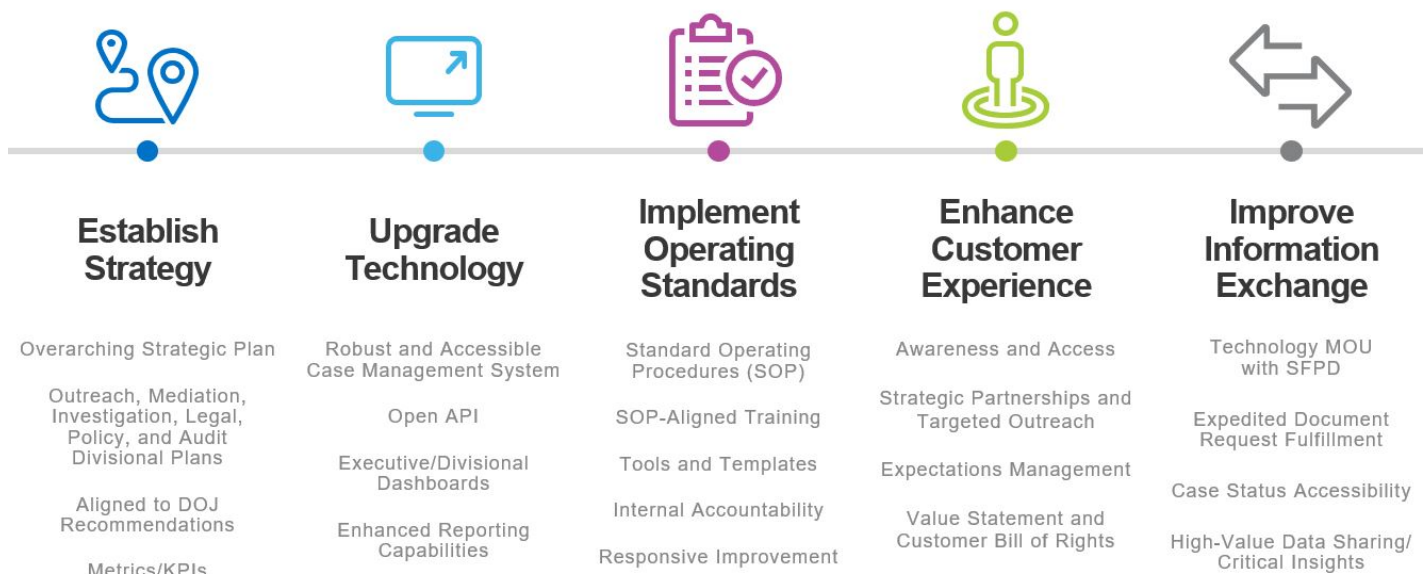 Establish
Strategy
Overarching Strategic Plan
Outreach, Mediation,
Investigation, Legal,
Policy, and Audit
Divisional Plans
Aligned to DOJ
Recommendations
Metrics/KPIs
Upgrade
Technology
Robust and Accessible
Case Management System
Open API
Executive/Divisional
Dashboards
Enhanced Reporting
Capabilities
Implement
Operating
Standards
Standard Operating
Procedures (SOP)
SOP-Aligned Training
Tools and Templates
Internal Accountability
Responsive Improvement
Enhance
Customer
Experience
Awareness and Access
Strategic Partnerships and
Targeted Outreach
Expectations Management
Value Statement and
Customer Bill of Rights
Improve
Information
Exchange
Technology MOU
with SFPD
Expedited Document
Request Fulfillment
Case Status Accessibility
High-Value Data Sharing/
Critical Insights